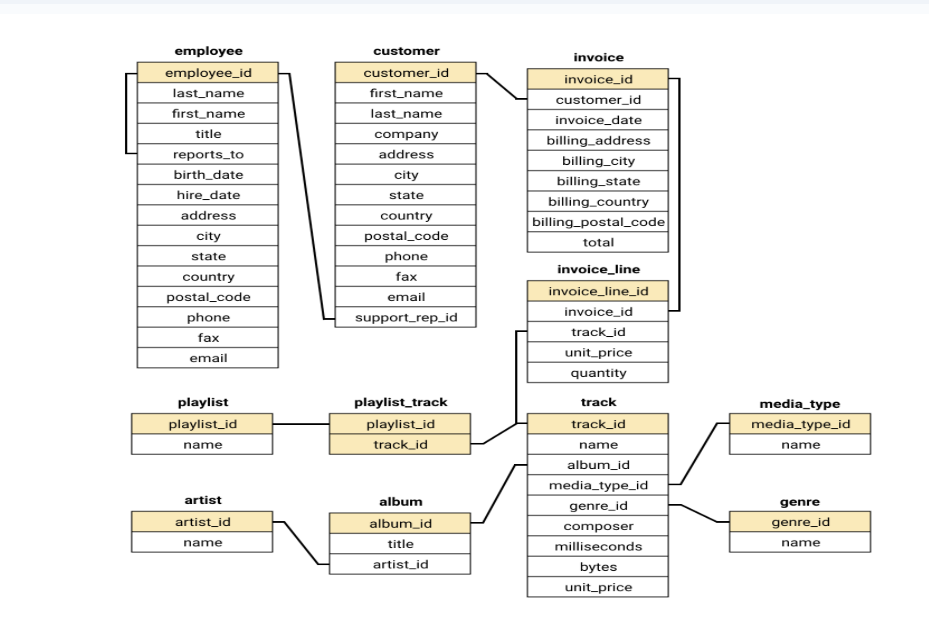 employee
employee_id
last_name
first_name
title
reports_to
birth_date
hire_date
address
city
state
country
postal_code
phone
fax
email
customer
customer_id
first_name
last_name
company
address
city
state
country
postal_code
phone
fax
email
support_rep_id
invoice
invoice_id
customer_id
invoice_date
billing_address
billing_city
billing_state
billing_country
billing_postal_code
total
invoice_line
invoice_line_id
invoice_id
track_id
unit_price
quantity
playlist
playlist_id
name
playlist_track
playlist_id
track_id
track
track_id
name
album_id
media_type_id
genre_id
composer
milliseconds
bytes
unit_price
media_type
media_type_id
name
artist
artist_id
name
album
album_id
title
artist_id
genre
genre_id
name